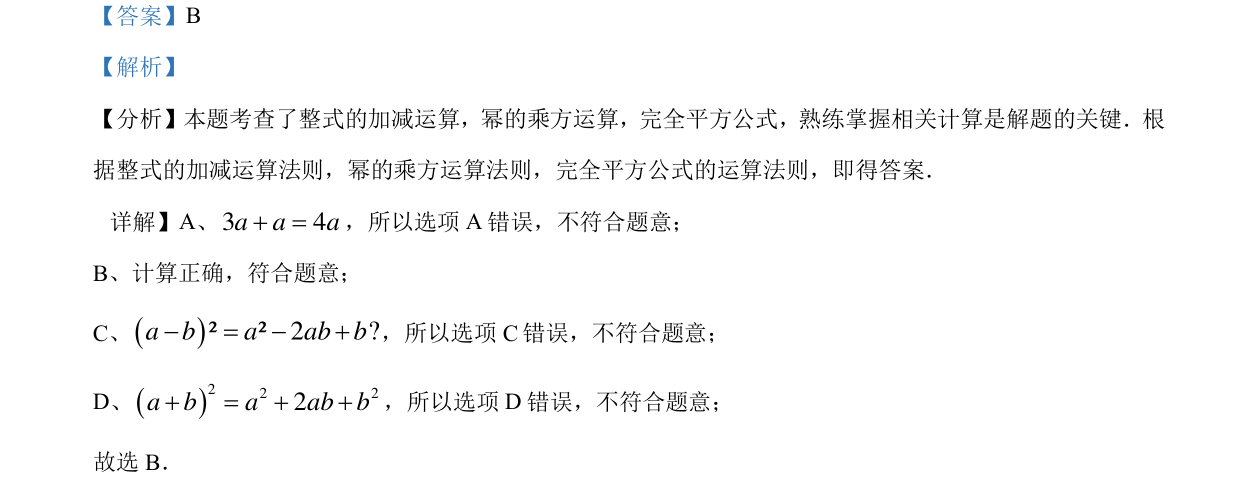 【答案】B
【解析】
【分析】本题考查了整式的加减运算，幂的乘方运算，完全平方公式，熟练掌握相关计算是解题的关键．根
据整式的加减运算法则，幂的乘方运算法则，完全平方公式的运算法则，即得答案．
详解】A、3a + a = 4a，所以选项 A 错误，不符合题意；
B、计算正确，符合题意；
C、(a − b)² = a² − 2ab + b?，所以选项 C 错误，不符合题意；
D、(a + b)² = a² + 2ab + b²，所以选项 D 错误，不符合题意；
故选 B．